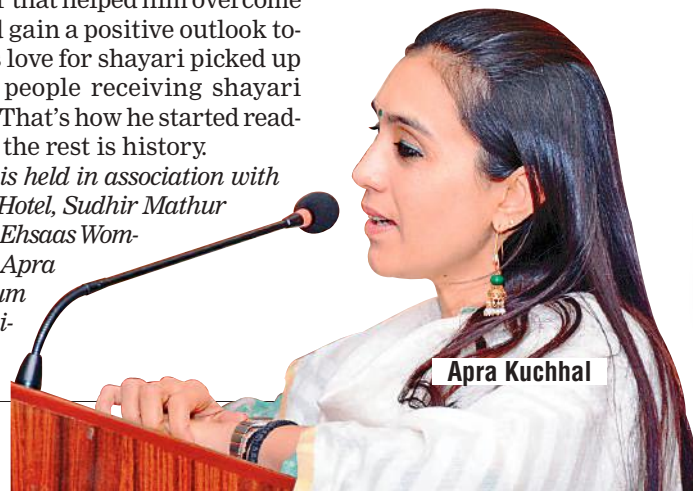 that helped him overcome
gain a positive outlook to-
love for shayari picked up
people receiving shayari
That's how he started read-
the rest is history.
is held in association with
Hotel, Sudhir Mathur
Ehsaas Wom-
Apra
um
i-
Apra Kuchhal